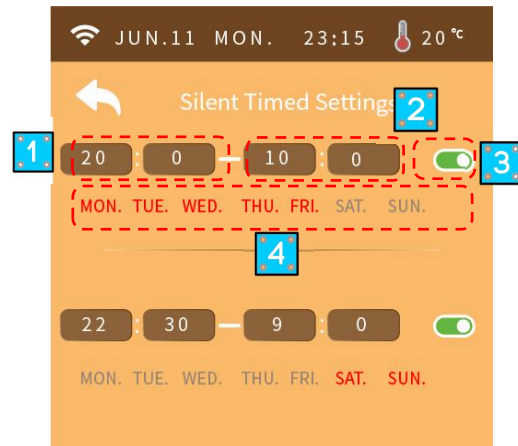 JUN.11 MON. 23:15 20 °C
Silent Timed Settings
2
1
20 : 0 — 10 : 0
3
MON. TUE. WED. THU. FRI. SAT. SUN.
4
22 : 30 — 9 : 0
MON. TUE. WED. THU. FRI. SAT. SUN.